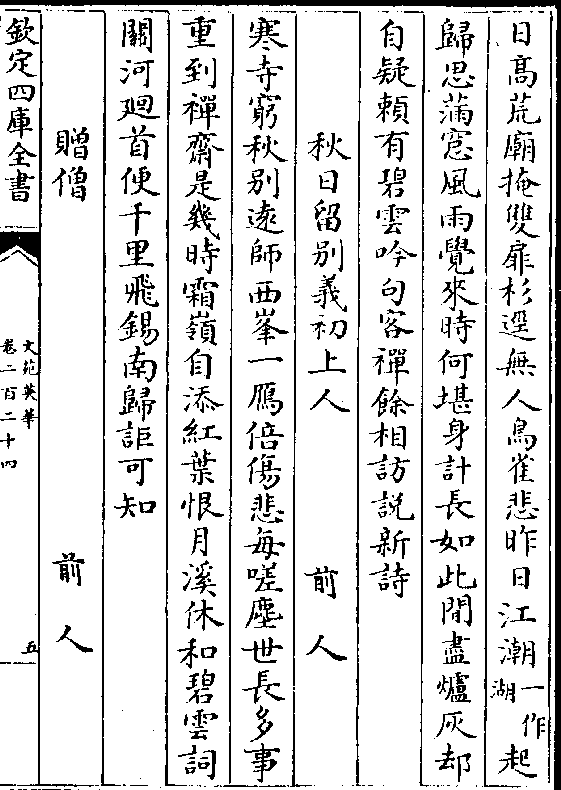 日髙荒廟掩雙扉杉逕無人鳥雀悲昨日江潮一作湖起
歸思滿窓風雨覺來時何堪身計長如此閒盡爐灰却
自疑頼有碧雲吟句客禪餘相訪説新詩
秋日留别義初上人 前人
寒寺窮秋别遠師西峯一鴈倍傷悲每嗟塵世長多事
重到禪齋是幾時霜嶺自添紅葉恨月溪休和碧雲詞
關河廻首便千里飛錫南歸詎可知
贈僧 前人
欽定四庫全書
文苑英華
卷二百二十四
五